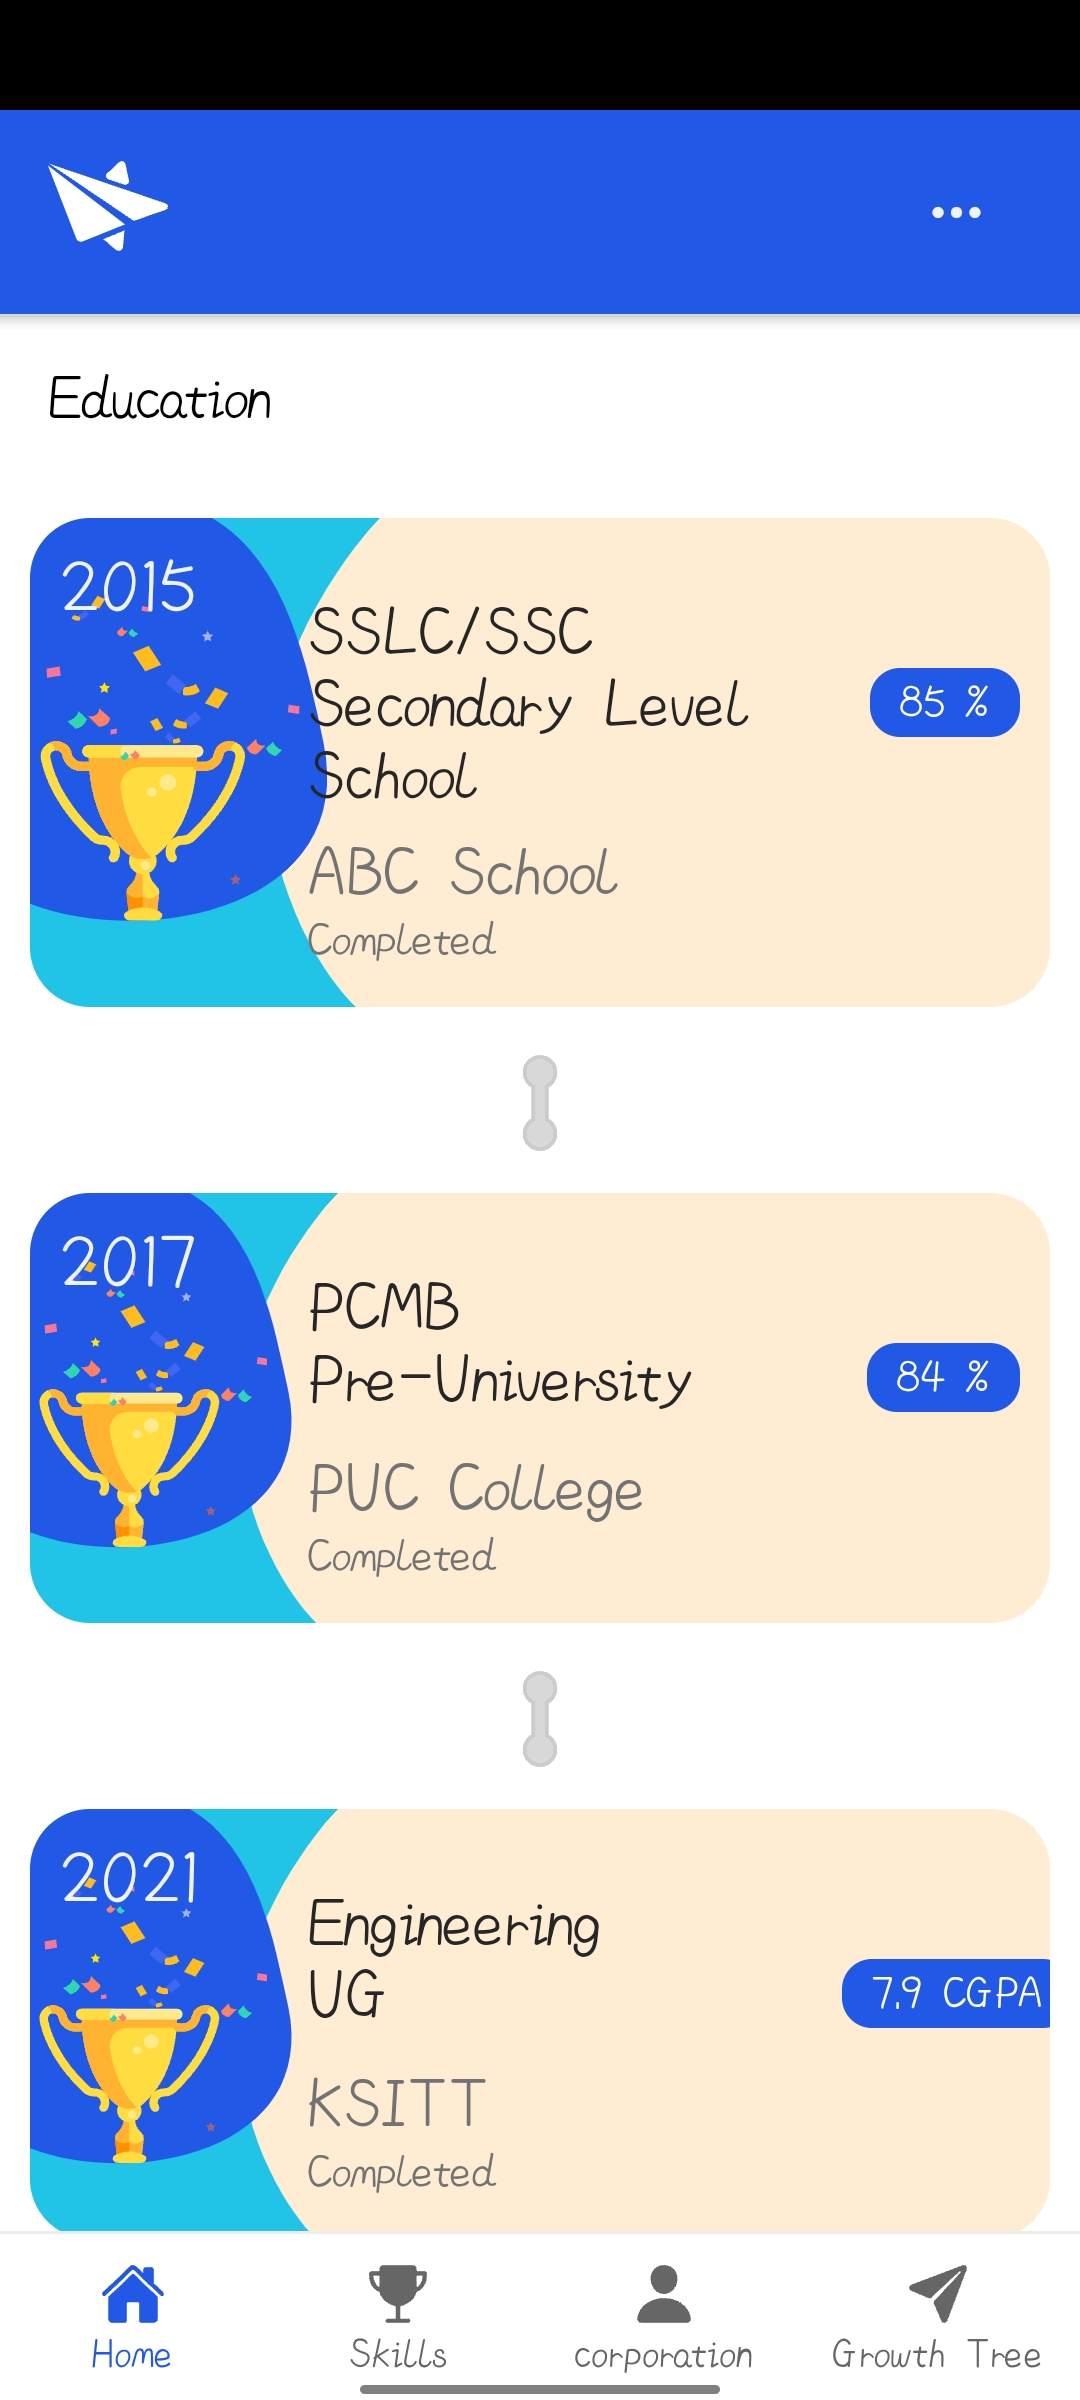 Education
2015
SSLC/SSC
Secondary Level
School
85 %
ABC School
Completed
2017
PCMB
Pre-University
84 %
PUC College
Completed
2021
Engineering
UG
7.9 CGPA
KSITT
Completed
Home
Skills
corporation
Growth Tree